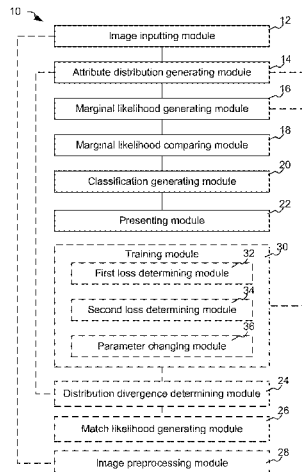 10
12
Image inputting module
14
Attribute distribution generating module
16
Marginal likelihood generating module
18
Marginal likelihood comparing module
20
Classification generating module
22
Presenting module
30
Training module
32
First loss determining module
34
Second loss determining module
36
Parameter changing module
24
Distribution divergence determining module
26
Match likelihood generating module
28
Image preprocessing module